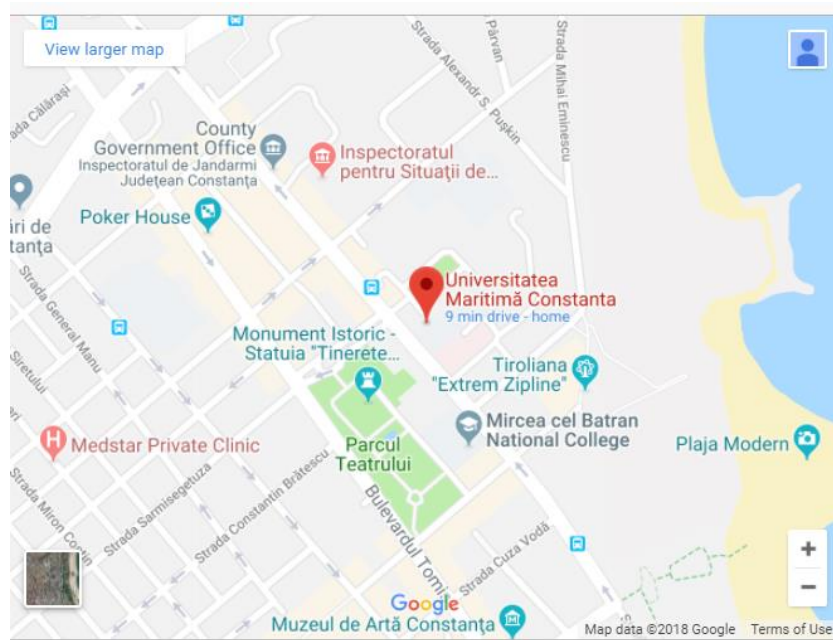 View larger map
Strada Alexandr S. Pușkin
Pârvan
Strada Mihai Eminescu
Strada Călărași
County
Government Office
Inspectoratul de Jandarmi
Județean Constanța
Inspectoratul
pentru Situații de...
Poker House
ări de
tanța
Strada General Manu
Universitatea
Maritimă Constanta
9 min drive - home
Monument Istoric -
Statuia "Tinerete...
Tiroliana
"Extrem Zipline"
Siretului
Mircea cel Batran
National College
Plaja Modern
Medstar Private Clinic
Parcul
Teatrului
Strada Constantin Brătescu
Strada Sarmisegetuza
Strada Miron Costin
Bulevardul Tomis
Strada Cuza Vodă
Google
Muzeul de Artă Constanța
Map data ©2018 Google
Terms of Use